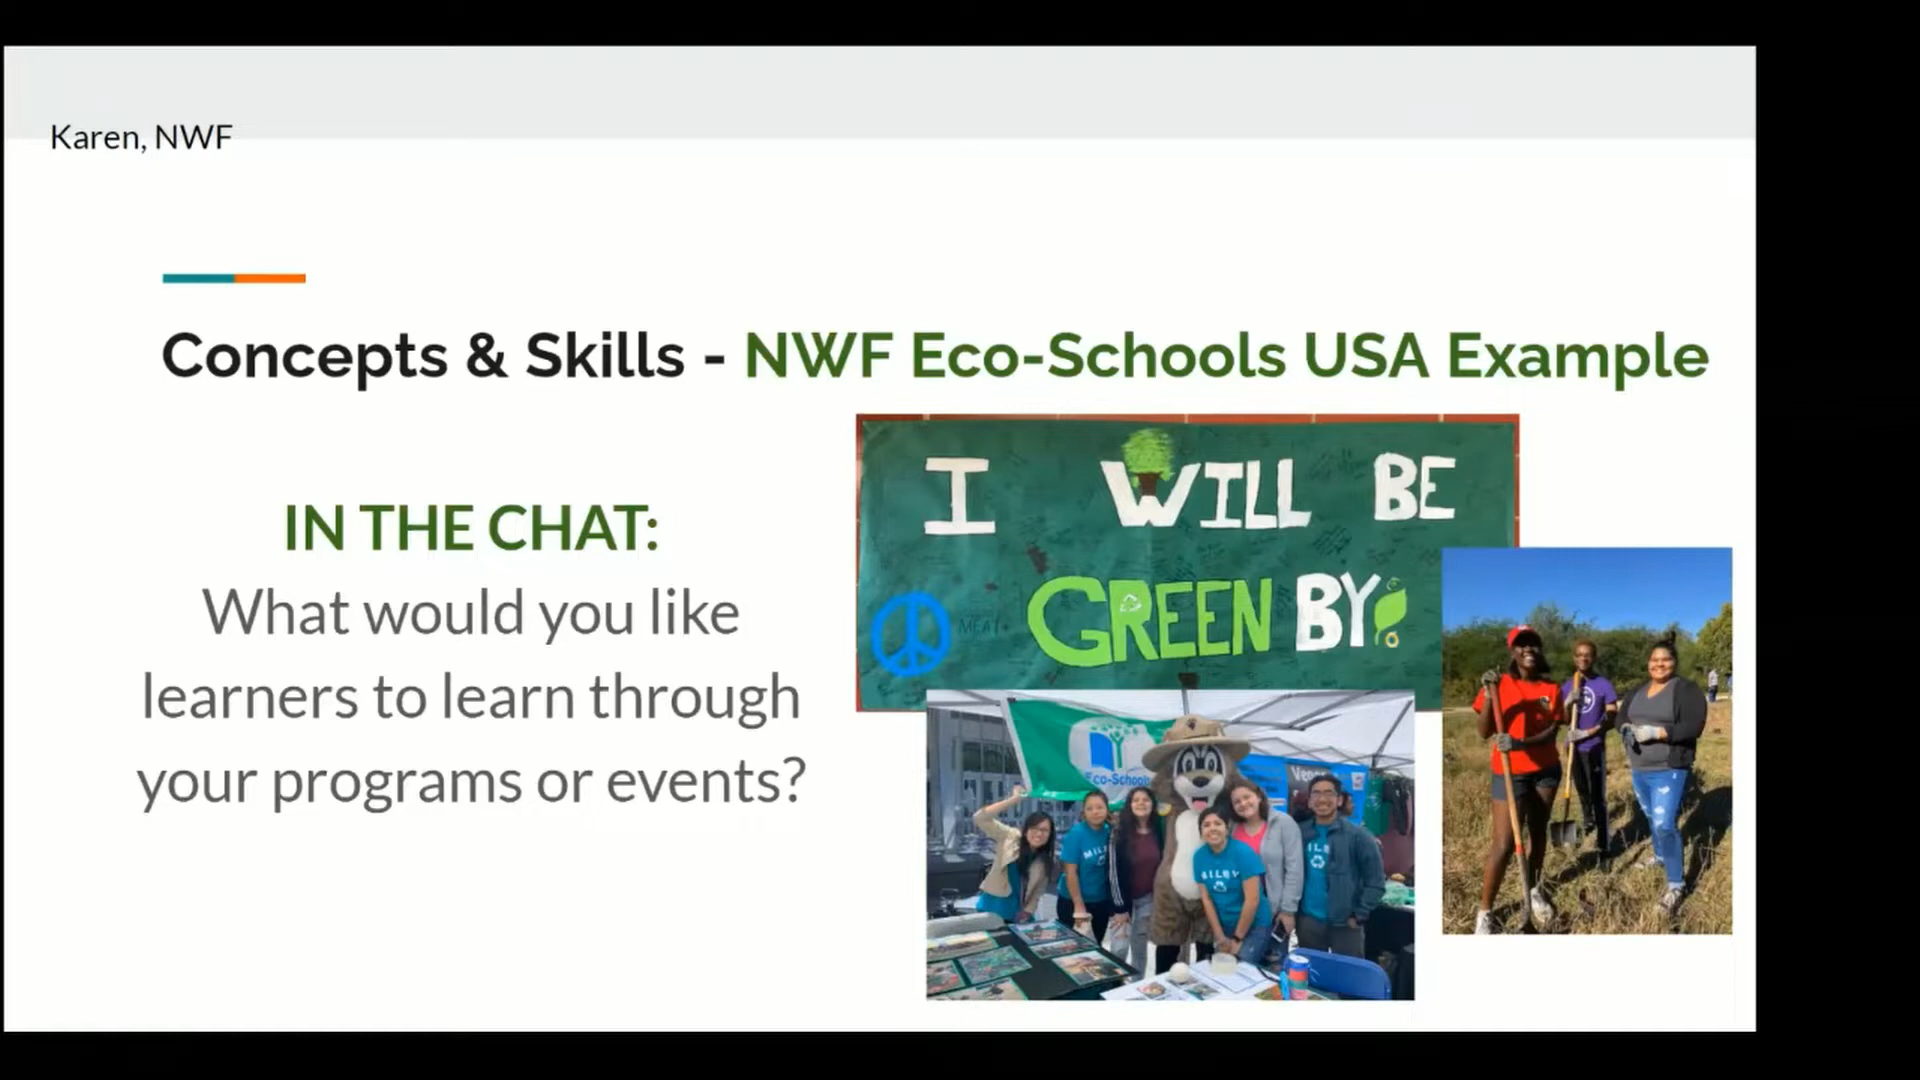 Karen, NWF
Concepts & Skills - NWF Eco-Schools USA Example
IN THE CHAT:
What would you like
learners to learn through
your programs or events?
I WILL BE
GREEN BY
MEAT
Eco-Schools